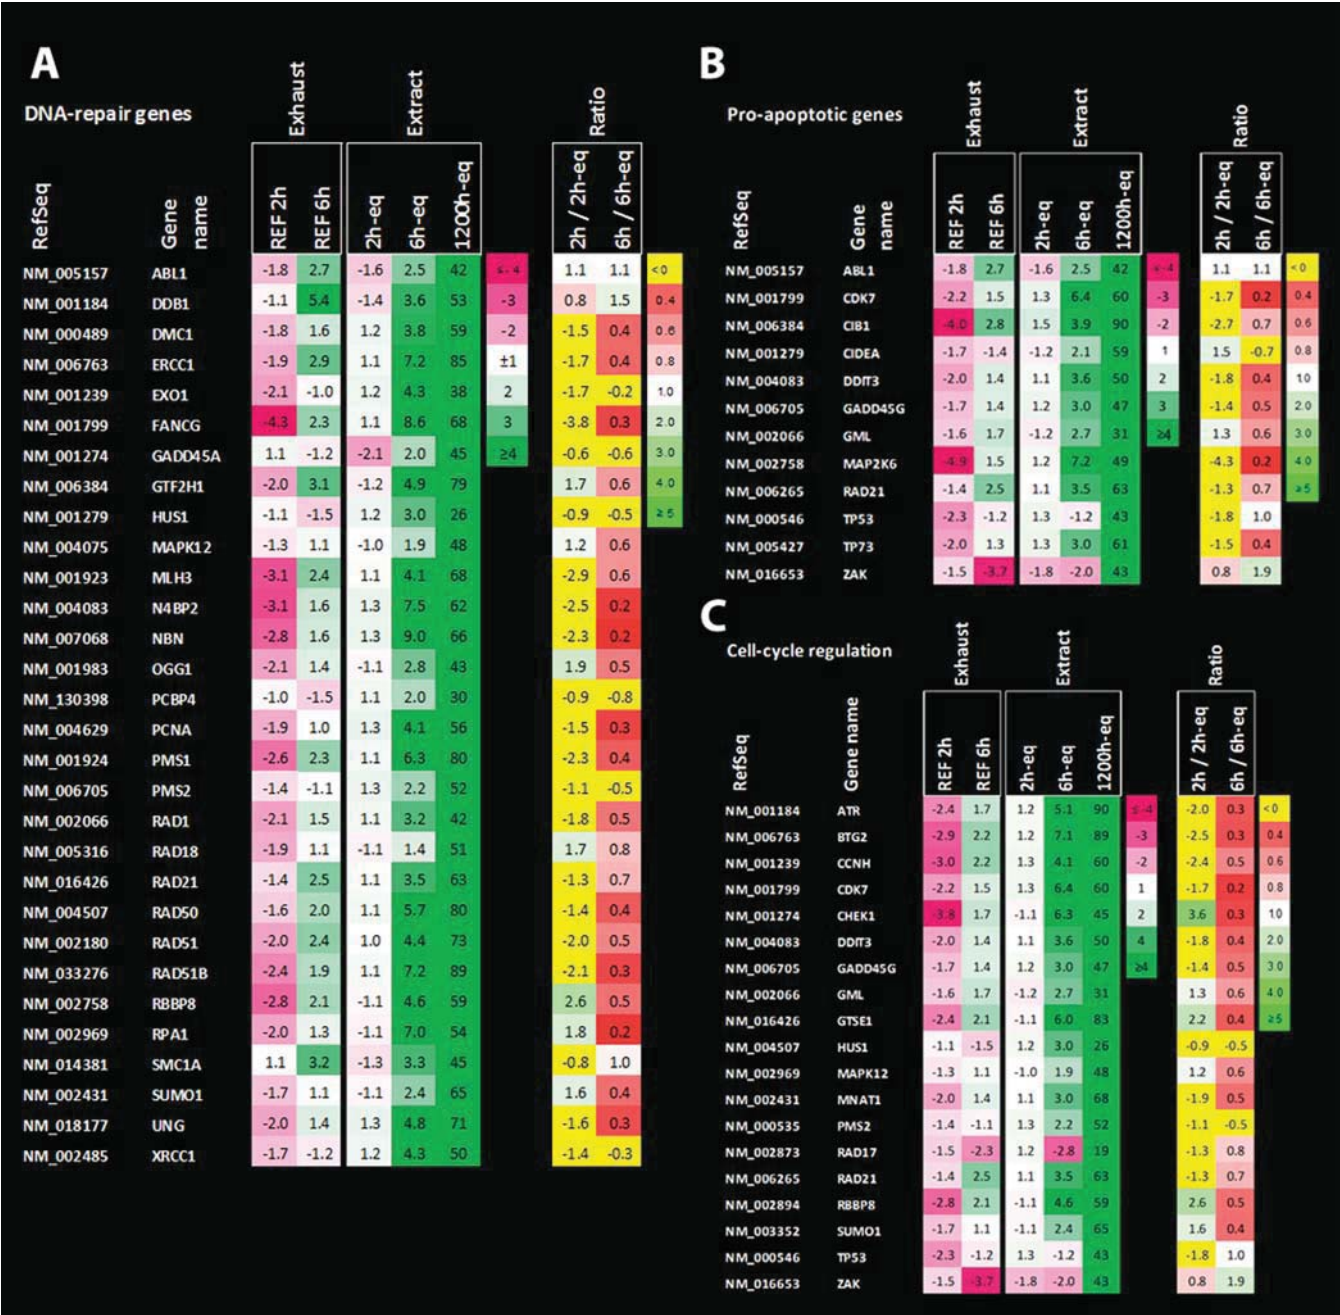 A
DNA-repair genes
Exhaust Extract Ratio
RefSeq Gene name REF 2h REF 6h 2h-eq 6h-eq 1200h-eq 2h / 2h-eq 6h / 6h-eq
NM_005157 ABL1 -1.8 2.7 -1.6 2.5 42 ≤-4 1.1 1.1 <0
NM_001184 DDB1 -1.1 5.4 -1.4 3.6 53 -3 0.8 1.5 0.4
NM_000489 DMC1 -1.8 1.6 1.2 3.8 59 -2 -1.5 0.4 0.6
NM_006763 ERCC1 -1.9 2.9 1.1 7.2 85 ±1 -1.7 0.4 0.8
NM_001239 EXO1 -2.1 -1.0 1.2 4.3 38 2 -1.7 -0.2 1.0
NM_001799 FANCG -4.3 2.3 1.1 8.6 68 3 -3.8 0.3 2.0
NM_001274 GADD45A 1.1 -1.2 -2.1 2.0 45 ≥4 -0.6 -0.6 3.0
NM_006384 GTF2H1 -2.0 3.1 -1.2 4.9 79 1.7 0.6 4.0
NM_001279 HUS1 -1.1 -1.5 1.2 3.0 26 -0.9 -0.5 ≥5
NM_004075 MAPK12 -1.3 1.1 -1.0 1.9 48 1.2 0.6
NM_001923 MLH3 -3.1 2.4 1.1 4.1 68 -2.9 0.6
NM_004083 N4BP2 -3.1 1.6 1.3 7.5 62 -2.5 0.2
NM_007068 NBN -2.8 1.6 1.3 9.0 66 -2.3 0.2
NM_001983 OGG1 -2.1 1.4 -1.1 2.8 43 1.9 0.5
NM_130398 PCBP4 -1.0 -1.5 1.1 2.0 30 -0.9 -0.8
NM_004629 PCNA -1.9 1.0 1.3 4.1 56 -1.5 0.3
NM_001924 PMS1 -2.6 2.3 1.1 6.3 80 -2.3 0.4
NM_006705 PMS2 -1.4 -1.1 1.3 2.2 52 -1.1 -0.5
NM_002066 RAD1 -2.1 1.5 1.1 3.2 42 -1.8 0.5
NM_005316 RAD18 -1.9 1.1 -1.1 1.4 51 1.7 0.8
NM_016426 RAD21 -1.4 2.5 1.1 3.5 63 -1.3 0.7
NM_004507 RAD50 -1.6 2.0 1.1 5.7 80 -1.4 0.4
NM_002180 RAD51 -2.0 2.4 1.0 4.4 73 -2.0 0.5
NM_033276 RAD51B -2.4 1.9 1.1 7.2 89 -2.1 0.3
NM_002758 RBBP8 -2.8 2.1 -1.1 4.6 59 2.6 0.5
NM_002969 RPA1 -2.0 1.3 -1.1 7.0 54 1.8 0.2
NM_014381 SMC1A 1.1 3.2 -1.3 3.3 45 -0.8 1.0
NM_002431 SUMO1 -1.7 1.1 -1.1 2.4 65 1.6 0.4
NM_018177 UNG -2.0 1.4 1.3 4.8 71 -1.6 0.3
NM_002485 XRCC1 -1.7 -1.2 1.2 4.3 50 -1.4 -0.3
B
Pro-apoptotic genes
Exhaust Extract Ratio
RefSeq Gene name REF 2h REF 6h 2h-eq 6h-eq 1200h-eq 2h / 2h-eq 6h / 6h-eq
NM_005157 ABL1 -1.8 2.7 -1.6 2.5 42 ≤-4 1.1 1.1 <0
NM_001799 CDK7 -2.2 1.5 1.3 6.4 60 -3 -1.7 0.2 0.4
NM_006384 CIB1 -4.0 2.8 1.5 3.9 90 -2 -2.7 0.7 0.6
NM_001279 CIDEA -1.7 -1.4 -1.2 2.1 59 1 1.5 -0.7 0.8
NM_004083 DDIT3 -2.0 1.4 1.1 3.6 50 2 -1.8 0.4 1.0
NM_006705 GADD45G -1.7 1.4 1.2 3.0 47 3 -1.4 0.5 2.0
NM_002066 GML -1.6 1.7 -1.2 2.7 31 ≥4 1.3 0.6 3.0
NM_002758 MAP2K6 -4.9 1.5 1.2 7.2 49 -4.3 0.2 4.0
NM_006265 RAD21 -1.4 2.5 1.1 3.5 63 -1.3 0.7 ≥5
NM_000546 TP53 -2.3 -1.2 1.3 -1.2 43 -1.8 1.0
NM_005427 TP73 -2.0 1.3 1.3 3.0 61 -1.5 0.4
NM_016653 ZAK -1.5 -3.7 -1.8 -2.0 43 0.8 1.9
C
Cell-cycle regulation
Exhaust Extract Ratio
RefSeq Gene name REF 2h REF 6h 2h-eq 6h-eq 1200h-eq 2h / 2h-eq 6h / 6h-eq
NM_001184 ATR -2.4 1.7 1.2 5.1 90 ≤-4 -2.0 0.3 <0
NM_006763 BTG2 -2.9 2.2 1.2 7.1 89 -3 -2.5 0.3 0.4
NM_001239 CCNH -3.0 2.2 1.3 4.1 60 -2 -2.4 0.5 0.6
NM_001799 CDK7 -2.2 1.5 1.3 6.4 60 1 -1.7 0.2 0.8
NM_001274 CHEK1 -3.8 1.7 -1.1 6.3 45 2 3.6 0.3 1.0
NM_004083 DDIT3 -2.0 1.4 1.1 3.6 50 4 -1.8 0.4 2.0
NM_006705 GADD45G -1.7 1.4 1.2 3.0 47 ≥4 -1.4 0.5 3.0
NM_002066 GML -1.6 1.7 -1.2 2.7 31 1.3 0.6 4.0
NM_016426 GTSE1 -2.4 2.1 -1.1 6.0 83 2.2 0.4 ≥5
NM_004507 HUS1 -1.1 -1.5 1.2 3.0 26 -0.9 -0.5
NM_002969 MAPK12 -1.3 1.1 -1.0 1.9 48 1.2 0.6
NM_002431 MNAT1 -2.0 1.4 1.1 3.0 68 -1.9 0.5
NM_000535 PMS2 -1.4 -1.1 1.3 2.2 52 -1.1 -0.5
NM_002873 RAD17 -1.5 -2.3 1.2 -2.8 19 -1.3 0.8
NM_006265 RAD21 -1.4 2.5 1.1 3.5 63 -1.3 0.7
NM_002894 RBBP8 -2.8 2.1 -1.1 4.6 59 2.6 0.5
NM_003352 SUMO1 -1.7 1.1 -1.1 2.4 65 1.6 0.4
NM_000546 TP53 -2.3 -1.2 1.3 -1.2 43 -1.8 1.0
NM_016653 ZAK -1.5 -3.7 -1.8 -2.0 43 0.8 1.9